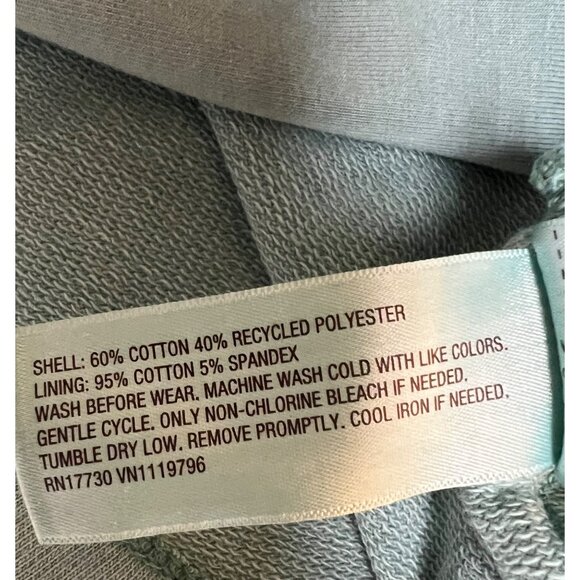 SHELL: 60% COTTON 40% RECYCLED POLYESTER
LINING: 95% COTTON 5% SPANDEX
WASH BEFORE WEAR. MACHINE WASH COLD WITH LIKE COLORS.
GENTLE CYCLE. ONLY NON-CHLORINE BLEACH IF NEEDED.
TUMBLE DRY LOW. REMOVE PROMPTLY. COOL IRON IF NEEDED.
RN17730 VN1119796